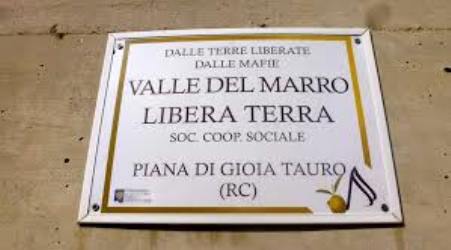 DALLE TERRE LIBERATE
DALLE MAFIE
VALLE DEL MARRO
LIBERA TERRA
SOC. COOP. SOCIALE
PIANA DI GIOIA TAURO
(RC)